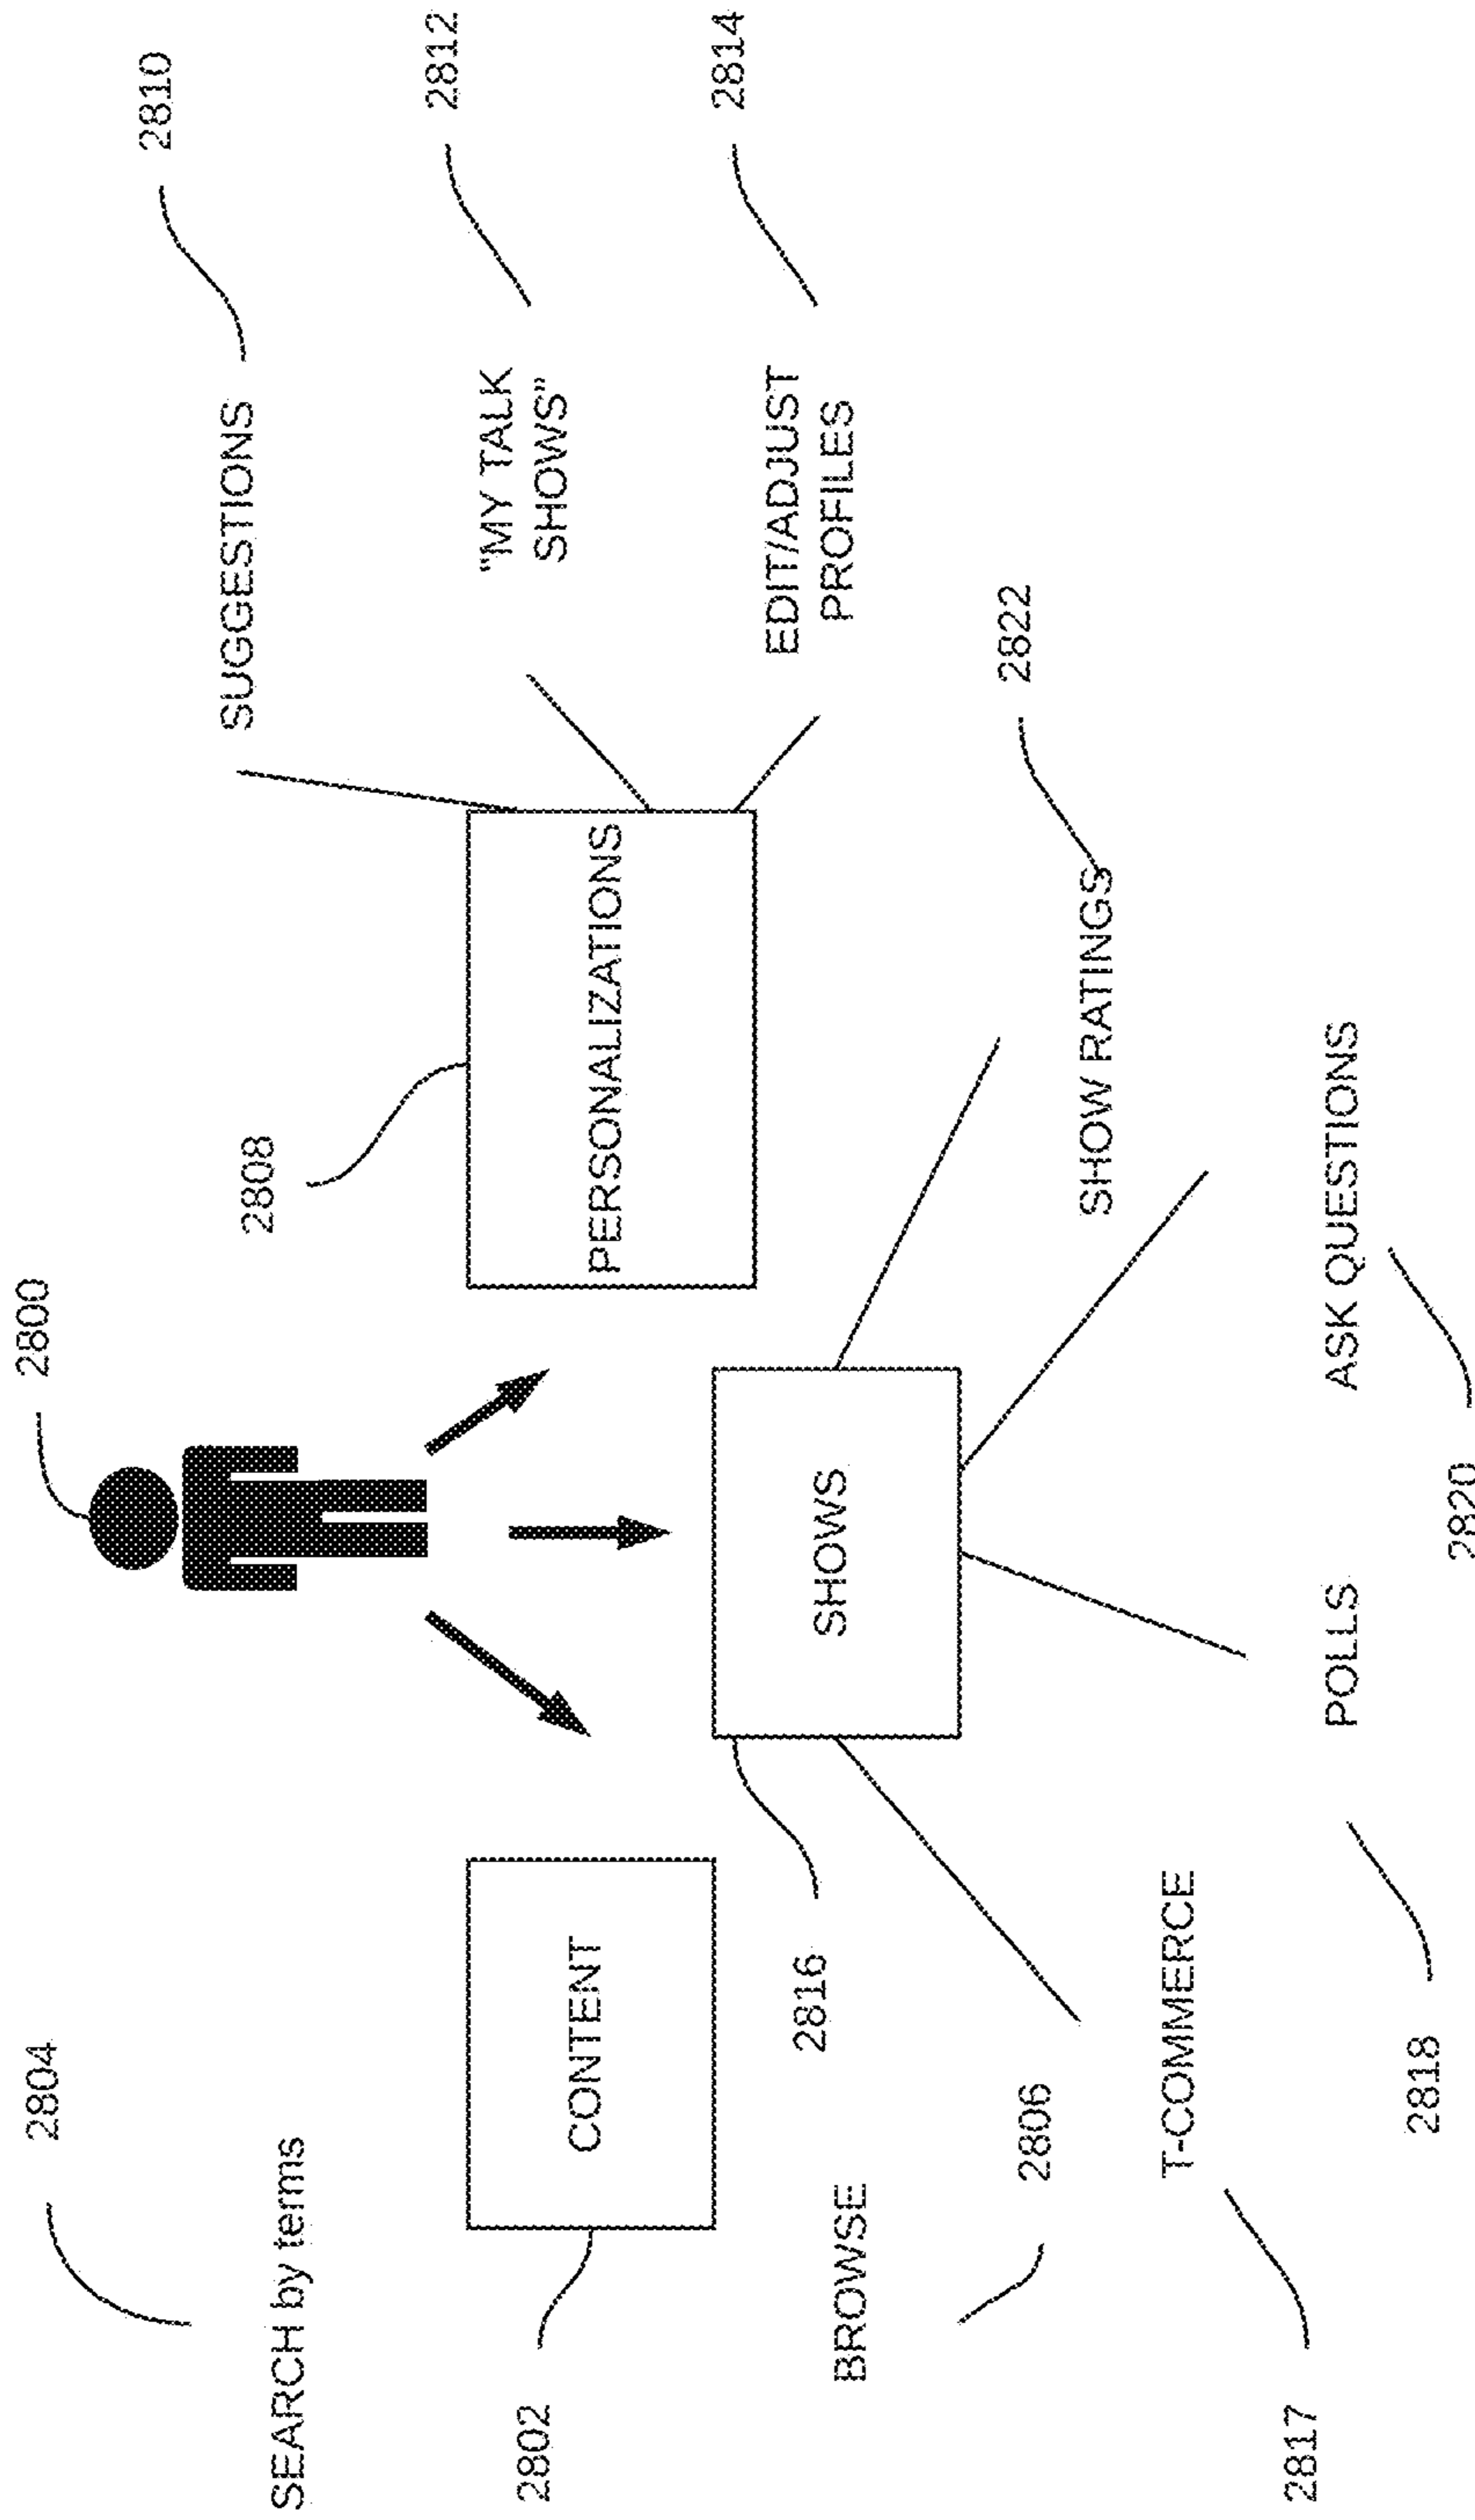 2800
2804
SEARCH by terms
2802
CONTENT
BROWSE
2806
2808
PERSONALIZATIONS
SUGGESTIONS
2810
"MY TALK
SHOWS"
2812
EDIT/ADJUST
PROFILES
2814
SHOWS
2816
T-COMMERCE
2817
POLLS
2818
ASK QUESTIONS
2820
SHOW RATINGS
2822